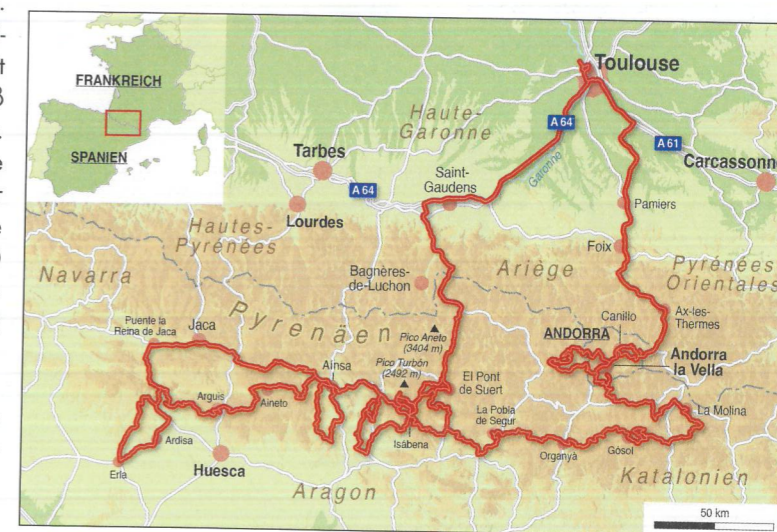 FRANKREICH
SPANIEN
Toulouse
Haute-
Garonne
A 64
Garonne
A 61
Carcassonne
Tarbes
A 64
Saint-
Gaudens
Pamiers
Lourdes
Hautes-
Pyrénées
Foix
Navarra
Bagnères-
de-Luchon
Ariège
Pyrénées-
Orientales
Puente la
Reina de Jaca
Jaca
Pyrenäen
Pico Aneto
(3404 m)
Canillo
Ax-les-
Thermes
ANDORRA
Andorra
la Vella
Aínsa
Pico Turbón
(2492 m)
El Pont
de Suert
Arguis
Aineto
La Pobla
de Segur
La Molina
Ardisa
Isábena
Organyà
Gósol
Erla
Huesca
Aragon
Katalonien
50 km